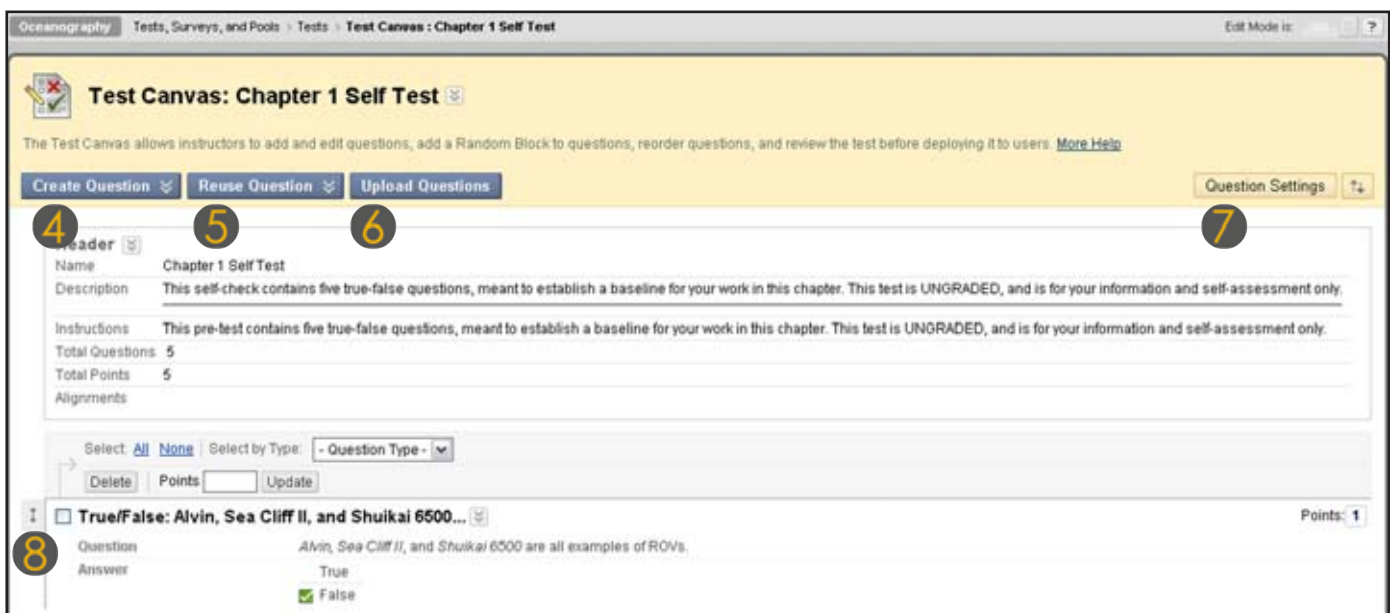 Oceanography Tests, Surveys, and Pools > Tests > Test Canvas : Chapter 1 Self Test Edit Mode is: ?
Test Canvas: Chapter 1 Self Test
The Test Canvas allows instructors to add and edit questions, add a Random Block to questions, reorder questions, and review the test before deploying it to users. More Help
Create Question Reuse Question Upload Questions Question Settings
4 5 6 7
Header
Name Chapter 1 Self Test
Description This self-check contains five true-false questions, meant to establish a baseline for your work in this chapter. This test is UNGRADED, and is for your information and self-assessment only.
Instructions This pre-test contains five true-false questions, meant to establish a baseline for your work in this chapter. This test is UNGRADED, and is for your information and self-assessment only.
Total Questions 5
Total Points 5
Alignments
Select: All None Select by Type: - Question Type -
Delete Points Update
True/False: Alvin, Sea Cliff II, and Shuikai 6500... Points: 1
8
Question Alvin, Sea Cliff II, and Shuikai 6500 are all examples of ROVs.
Answer True
False